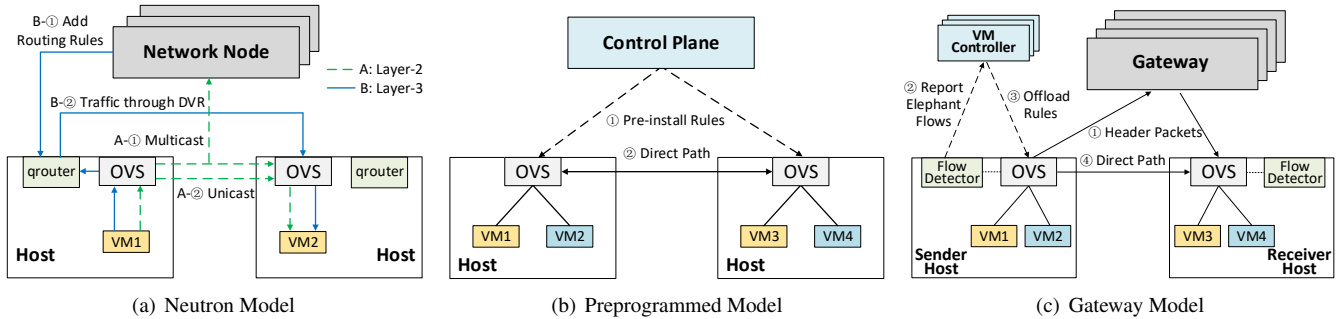 B-① Add
Routing Rules
Network Node
A: Layer-2
B: Layer-3
B-② Traffic through DVR
A-① Multicast
qrouter
OVS
OVS
qrouter
A-② Unicast
VM1
VM2
Host
Host
(a) Neutron Model
Control Plane
① Pre-install Rules
② Direct Path
OVS
OVS
VM1
VM2
VM3
VM4
Host
Host
(b) Preprogrammed Model
VM
Controller
Gateway
② Report
Elephant
Flows
③ Offload
Rules
① Header Packets
④ Direct Path
Flow
Detector
OVS
OVS
Flow
Detector
VM1
VM2
VM3
VM4
Sender
Host
Receiver
Host
(c) Gateway Model